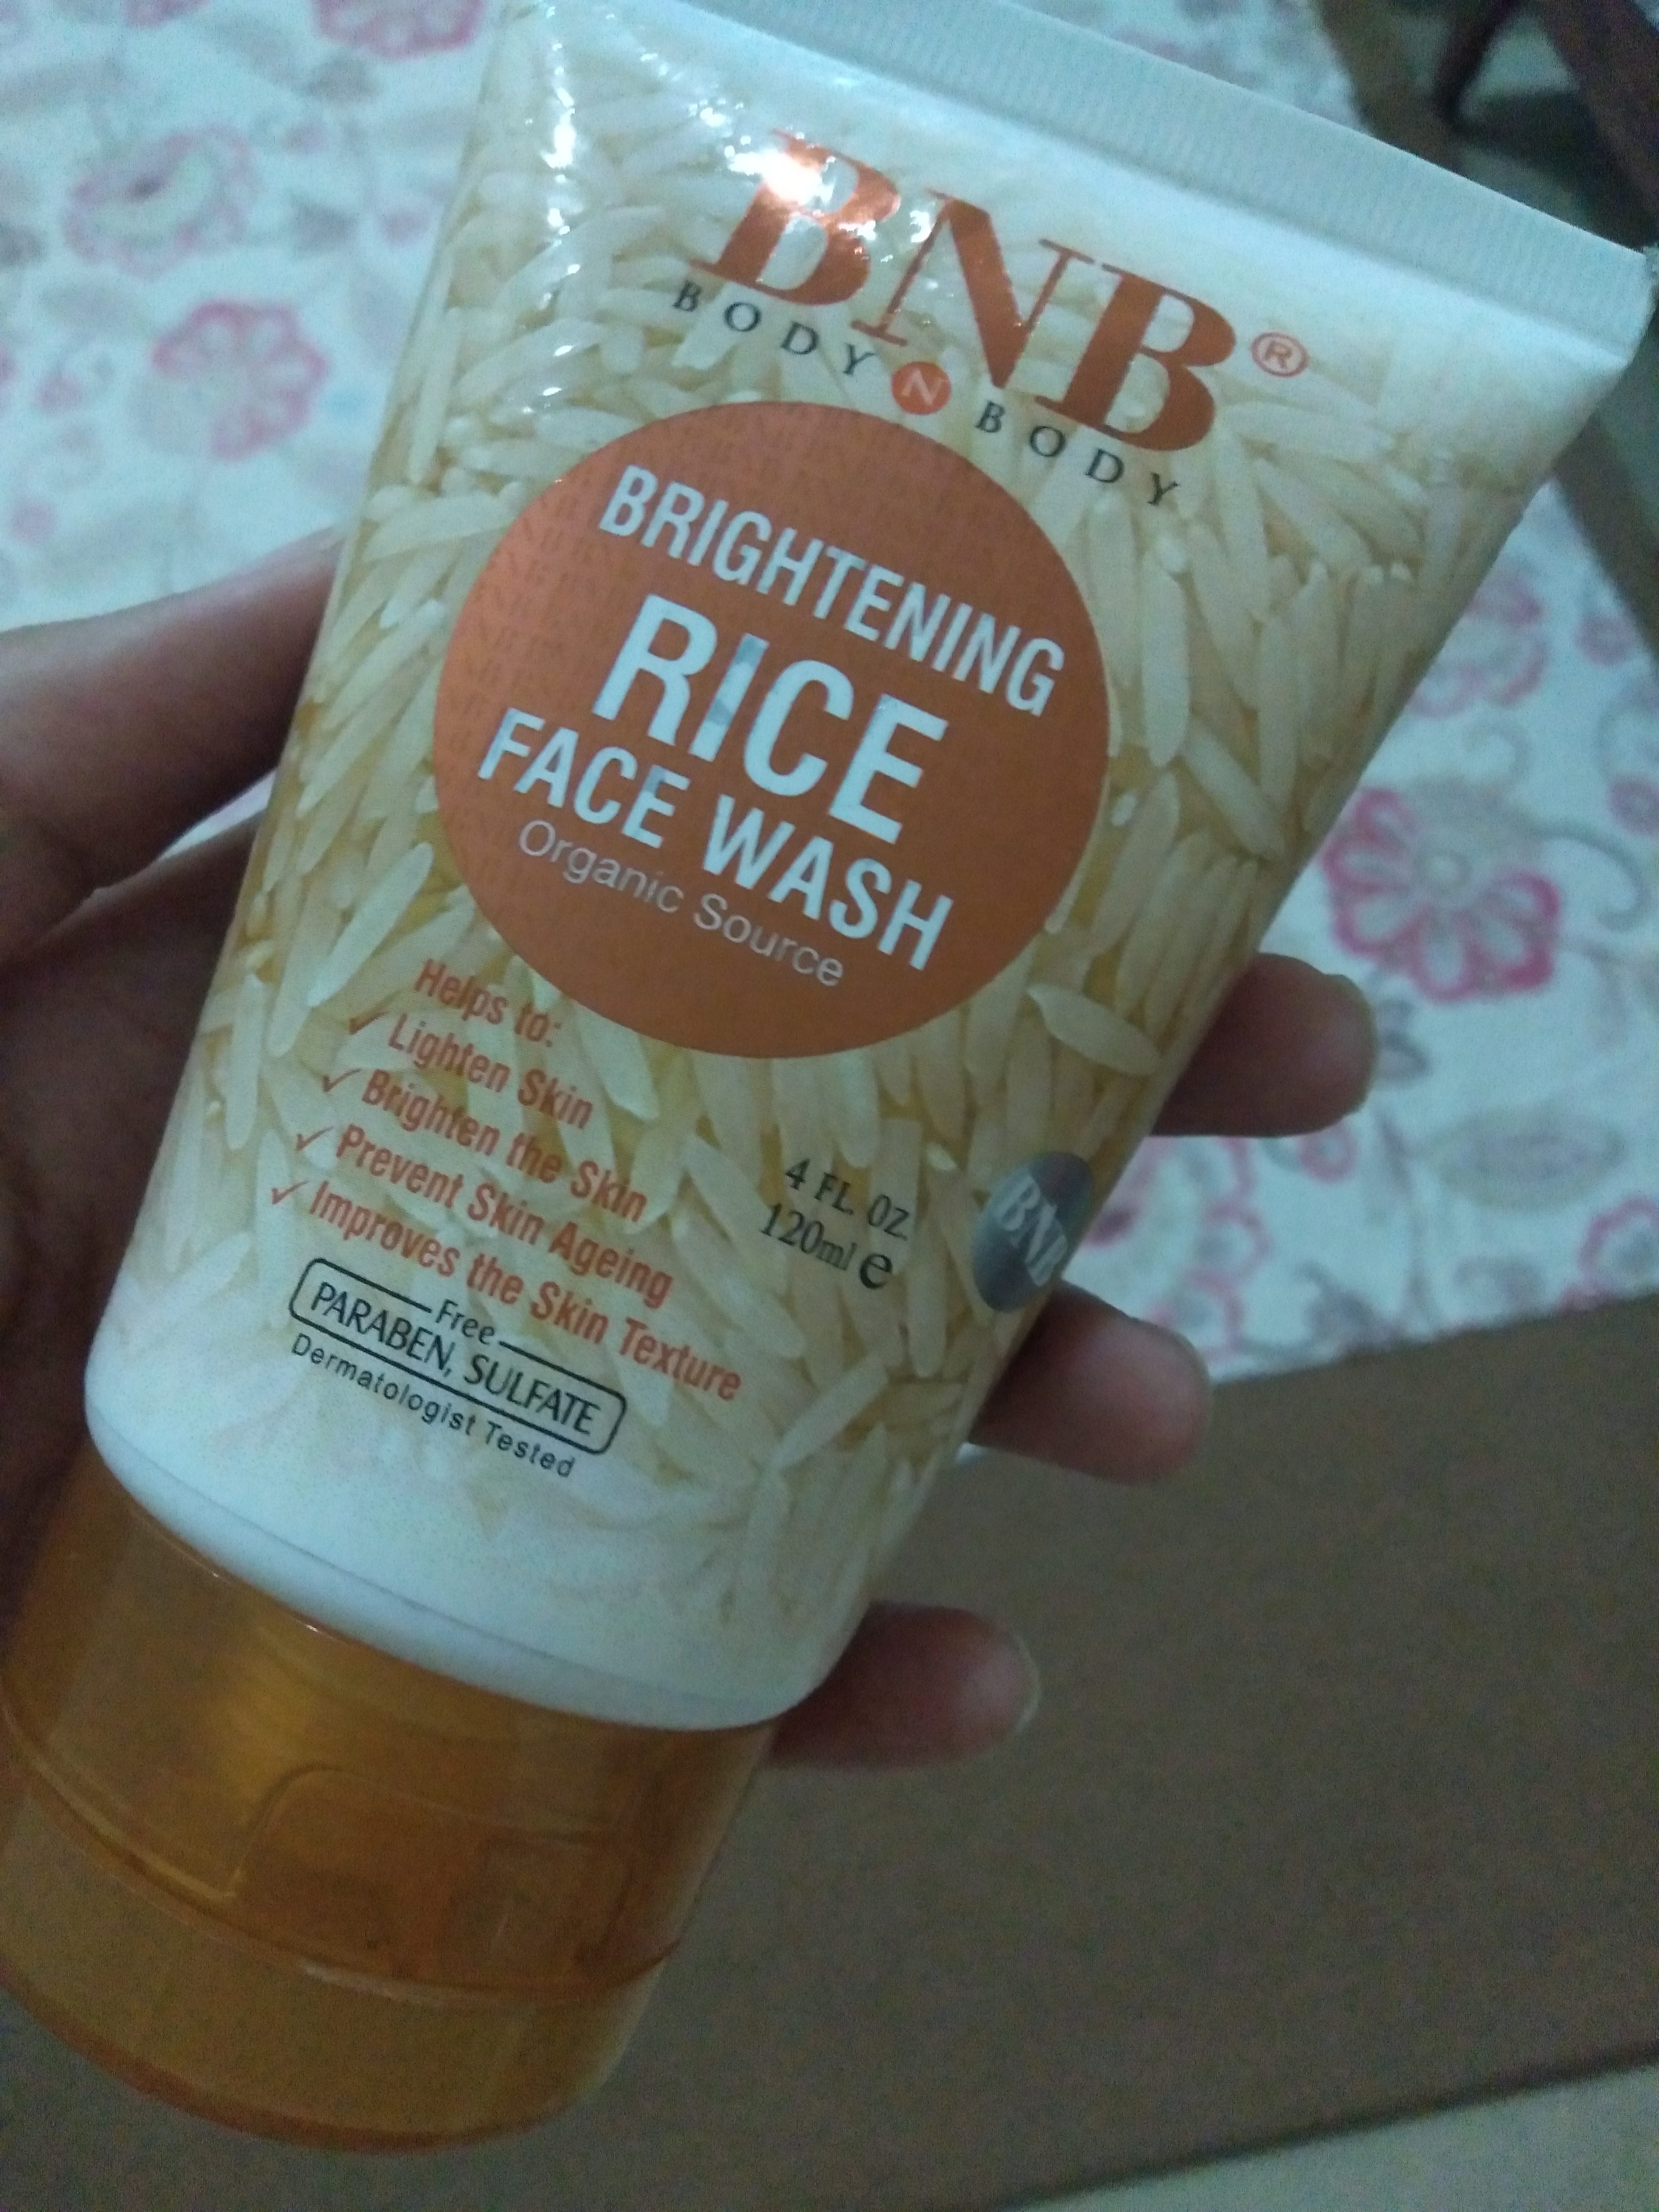 BNB®
BODY N BODY
BRIGHTENING
RICE
FACE WASH
Organic Source
Helps to:
✓ Lighten Skin
✓ Brighten the Skin
✓ Prevent Skin Ageing
✓ Improves the Skin Texture
4 FL. OZ.
120ml e
BNB
Free
PARABEN, SULFATE
Dermatologist Tested